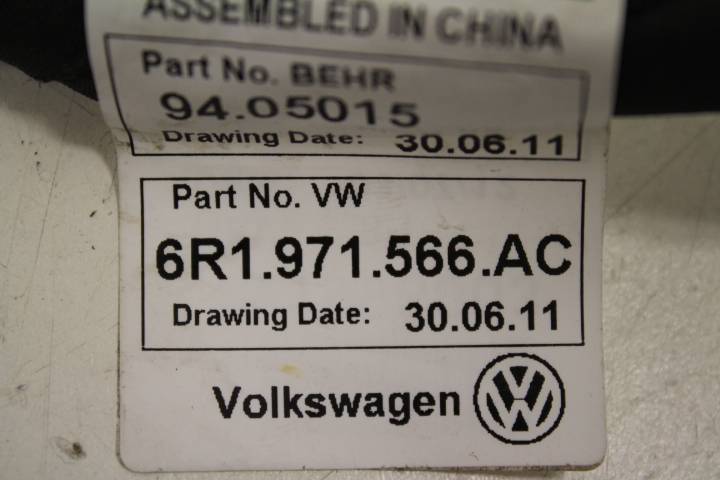 ASSEMBLED IN CHINA
Part No. BEHR
94.05015
Drawing Date: 30.06.11
Part No. VW
6R1.971.566.AC
Drawing Date: 30.06.11
Volkswagen